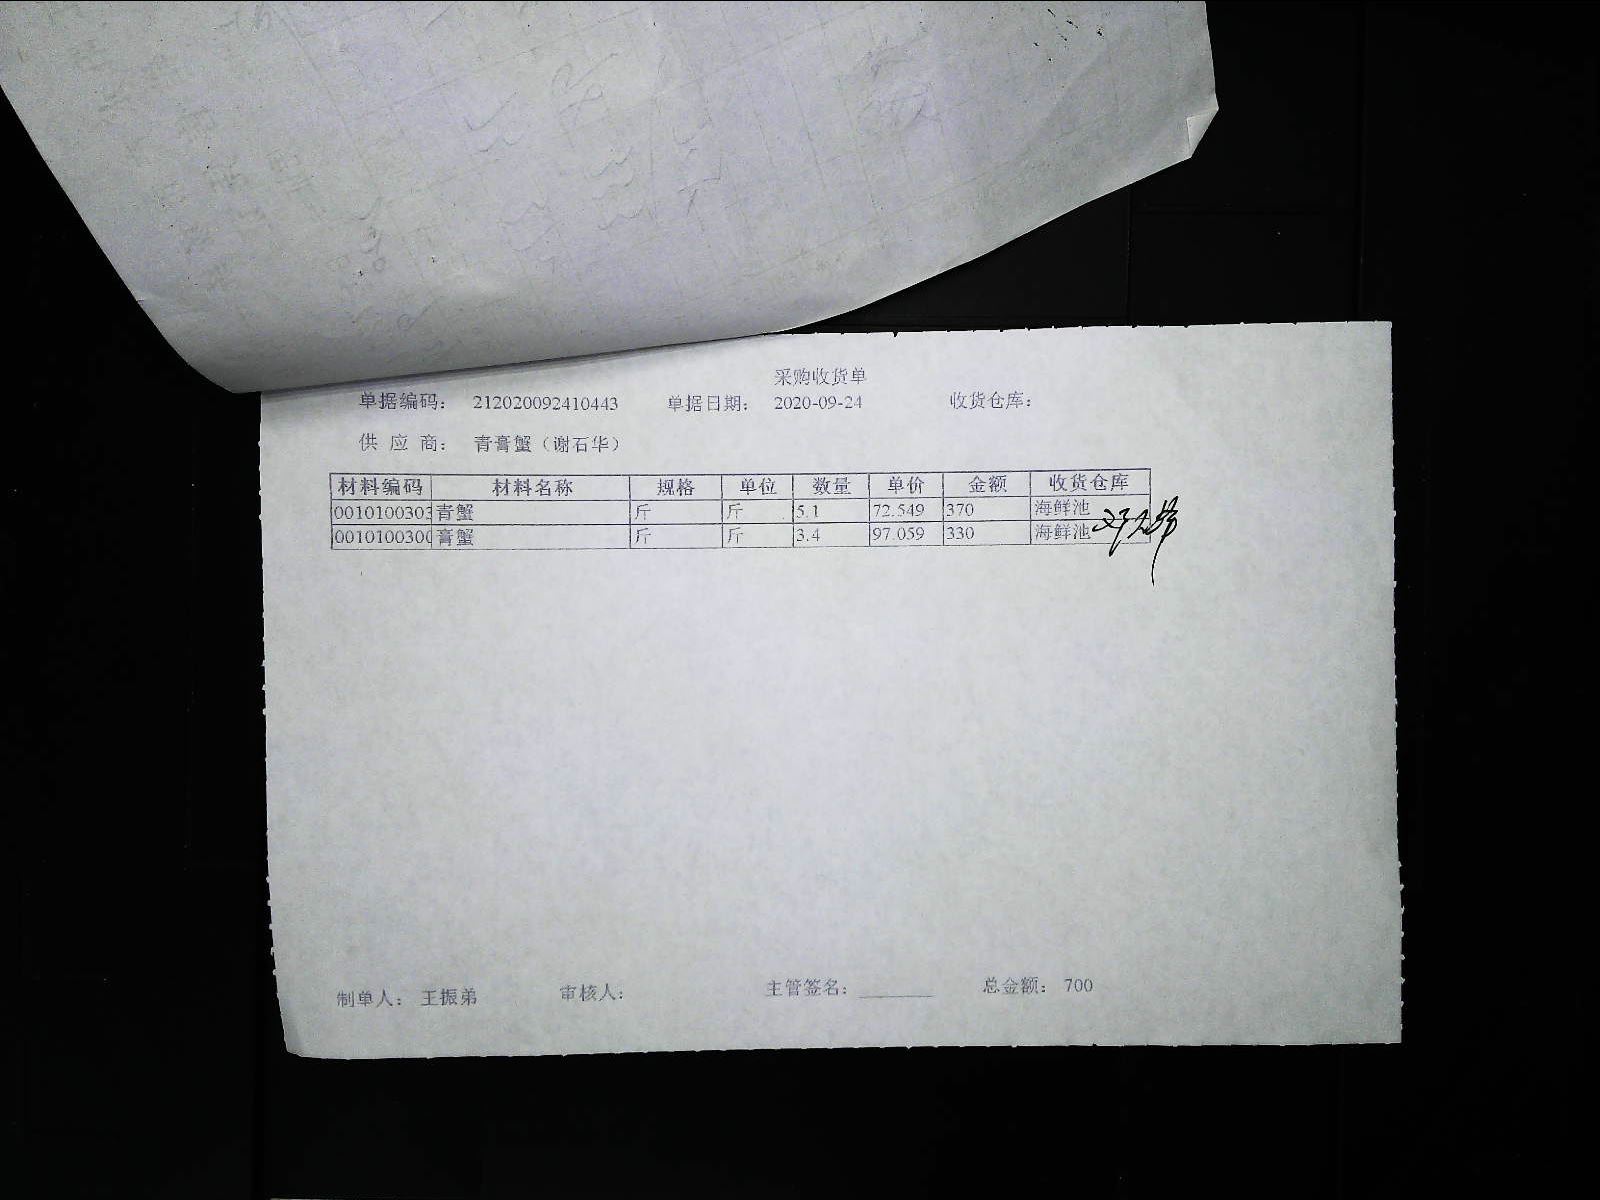 采购收货单
单据编码： 212020092410443 单据日期： 2020-09-24 收货仓库：
供 应 商： 青膏蟹（谢石华）
材料编码 材料名称 规格 单位 数量 单价 金额 收货仓库
0010100303 青蟹 斤 斤 5.1 72.549 370 海鲜池
0010100300 膏蟹 斤 斤 3.4 97.059 330 海鲜池
制单人： 王振弟 审核人： 主管签名： 总金额： 700